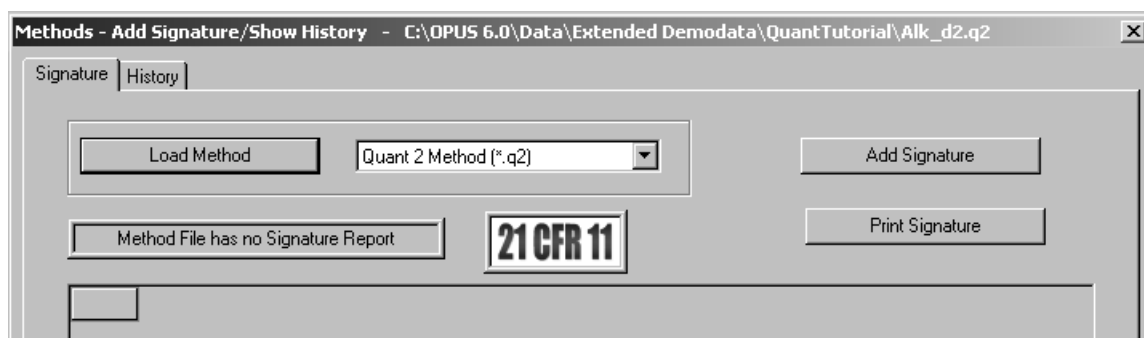 Methods - Add Signature/Show History - C:\OPUS 6.0\Data\Extended Demodata\QuantTutorial\Alk_d2.q2
Signature History
Load Method Quant 2 Method (*.q2) Add Signature
Method File has no Signature Report 21 CFR 11 Print Signature